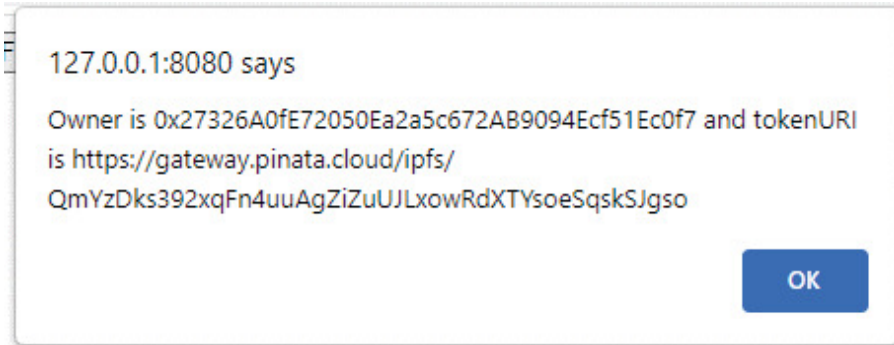 127.0.0.1:8080 says
Owner is 0x27326A0fE72050Ea2a5c672AB9094Ecf51Ec0f7 and tokenURI
is https://gateway.pinata.cloud/ipfs/
QmYzDks392xqFn4uuAgZiZuUJLxowRdXTYsoeSqskSJgso
OK